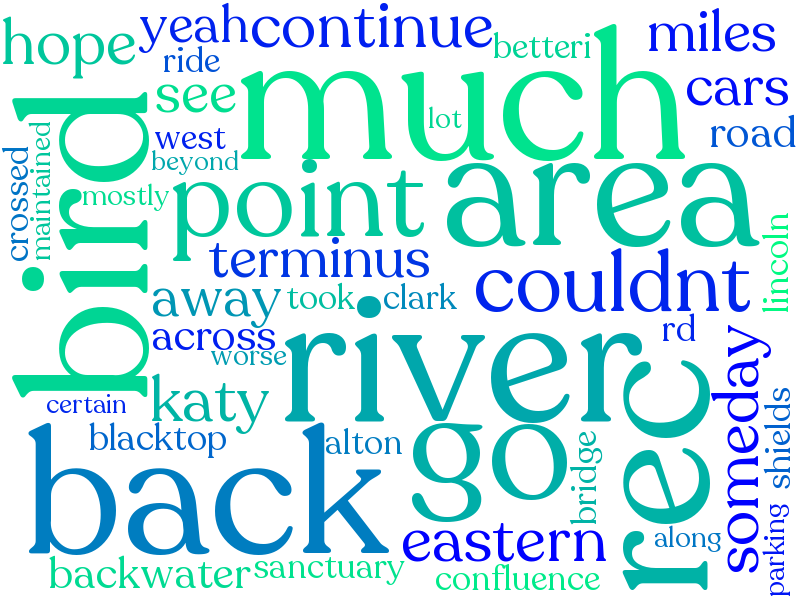 hope
yeah
continue
betteri
miles
ride
see
much
cars
lot
road
west
beyond
bird
crossed
maintained
mostly
point
area
terminus
lincoln
away
took
clark
couldnt
across
worse
river
rd
katy
certain
blacktop
alton
back
go
rec
someday
shields
bridge
eastern
along
parking
backwater
sanctuary
confluence